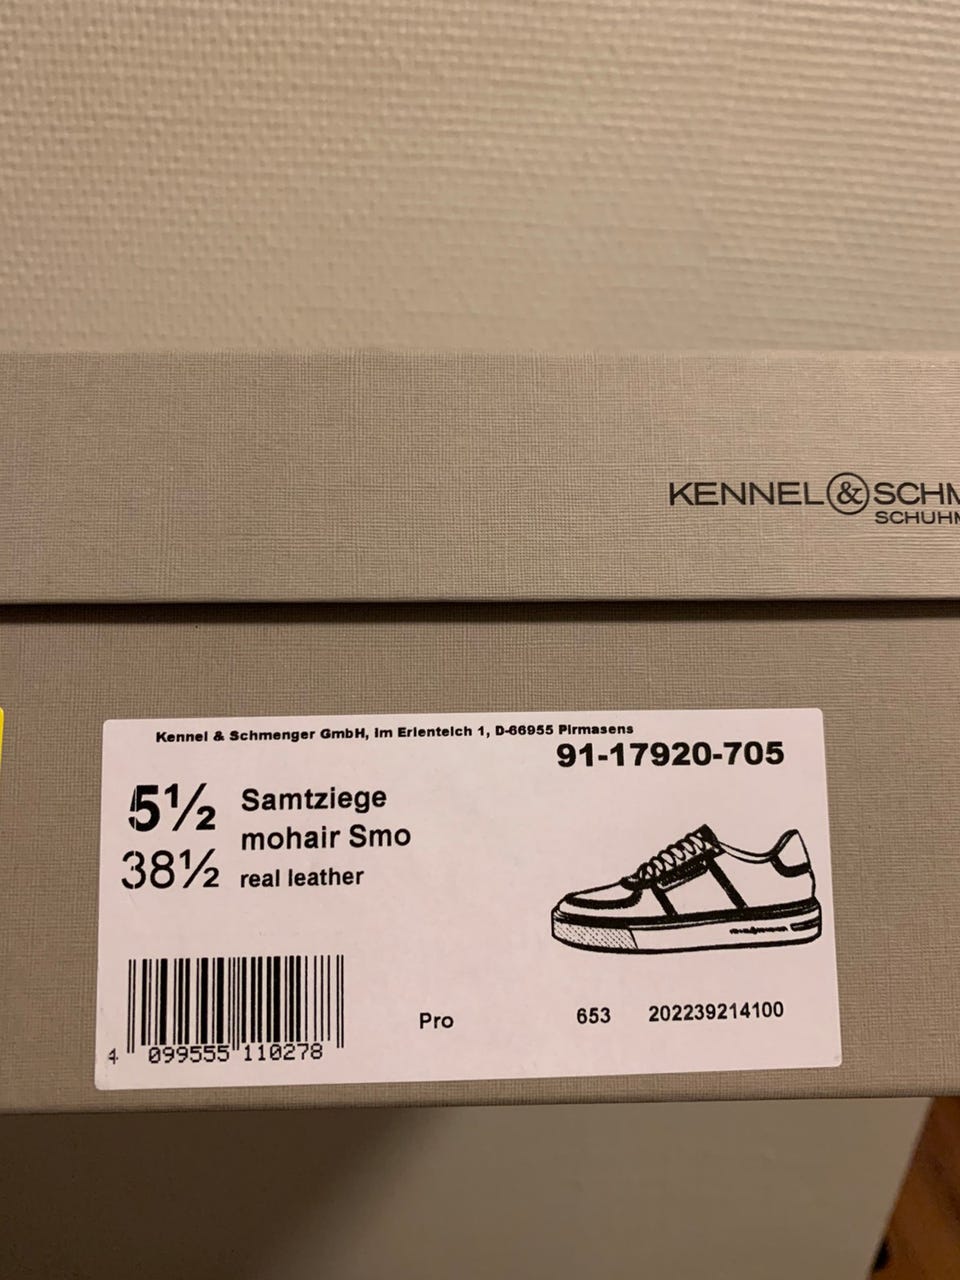 KENNEL & SCHM
SCHUHM
Kennel & Schmenger GmbH, Im Erlenteich 1, D-66955 Pirmasens
91-17920-705
5½ Samtziege
mohair Smo
38½ real leather
Pro 653 202239214100
4 099555 110278